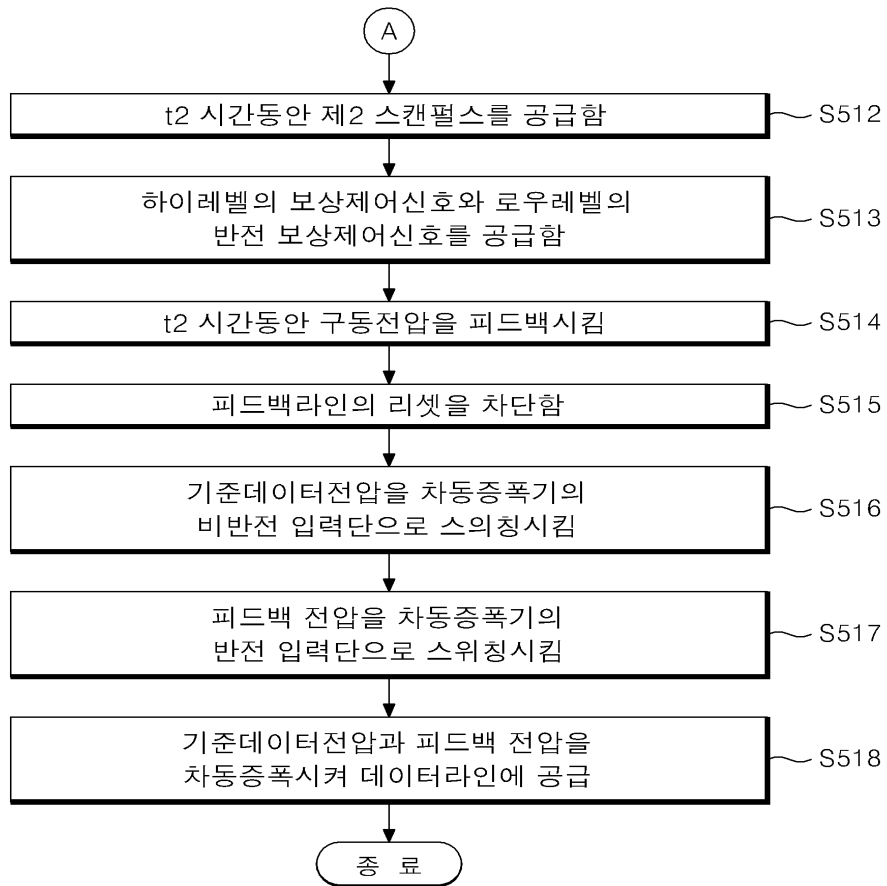 A
t2 시간동안 제2 스캔펄스를 공급함
S512
하이레벨의 보상제어신호와 로우레벨의
반전 보상제어신호를 공급함
S513
t2 시간동안 구동전압을 피드백시킴
S514
피드백라인의 리셋을 차단함
S515
기준데이터전압을 차동증폭기의
비반전 입력단으로 스의칭시킴
S516
피드백 전압을 차동증폭기의
반전 입력단으로 스위칭시킴
S517
기준데이터전압과 피드백 전압을
차동증폭시켜 데이터라인에 공급
S518
종 료